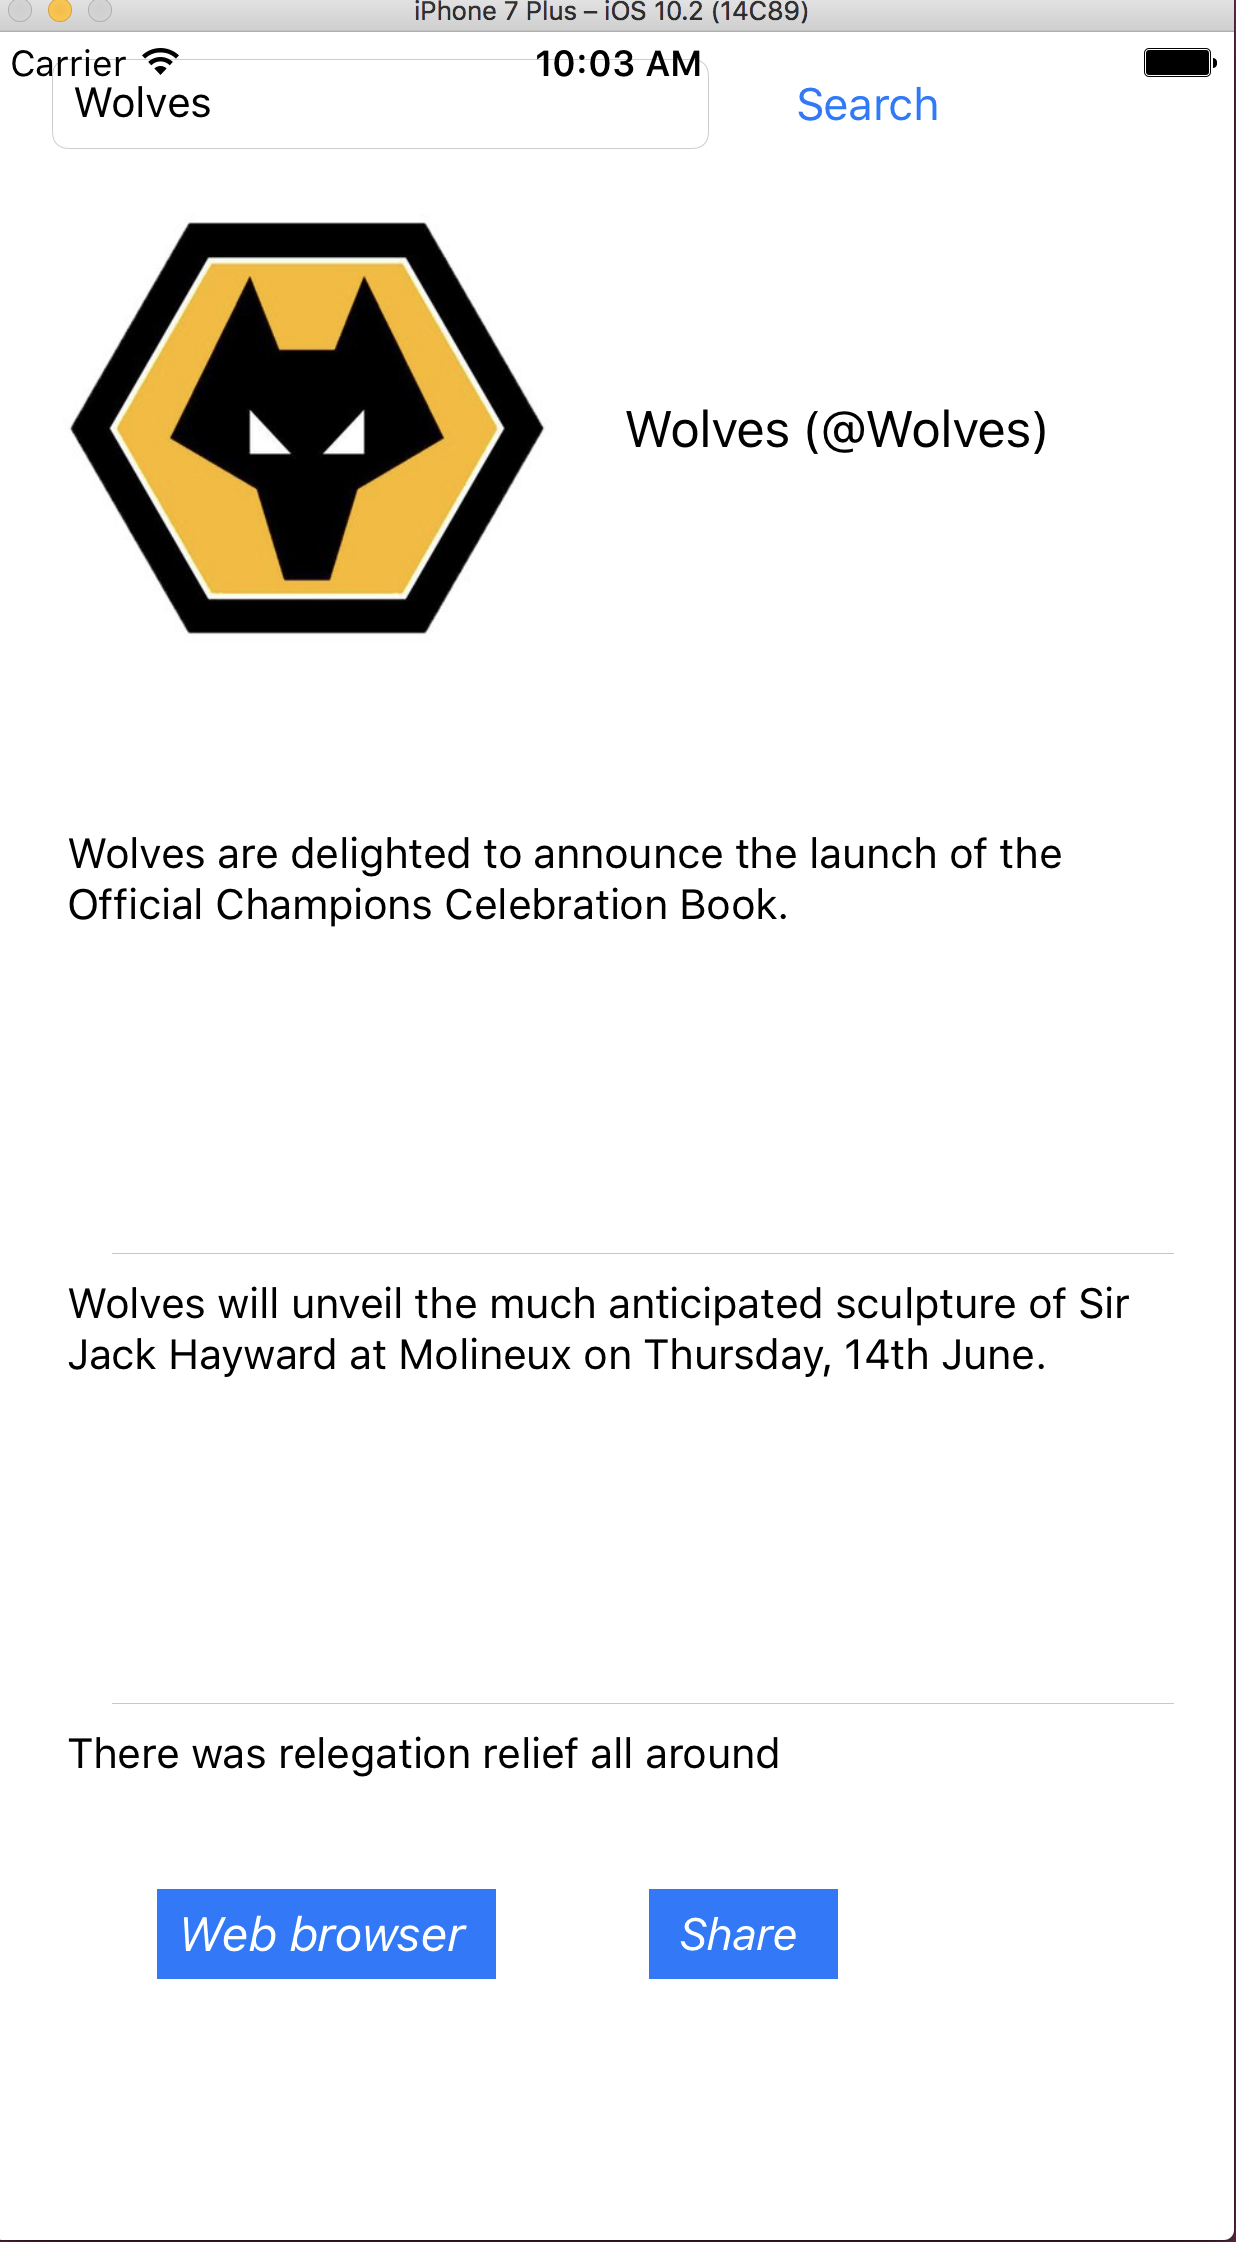 iPhone 7 Plus – iOS 10.2 (14C89)
Carrier 10:03 AM
Wolves Search
Wolves (@Wolves)
Wolves are delighted to announce the launch of the
Official Champions Celebration Book.
Wolves will unveil the much anticipated sculpture of Sir
Jack Hayward at Molineux on Thursday, 14th June.
There was relegation relief all around
Web browser Share